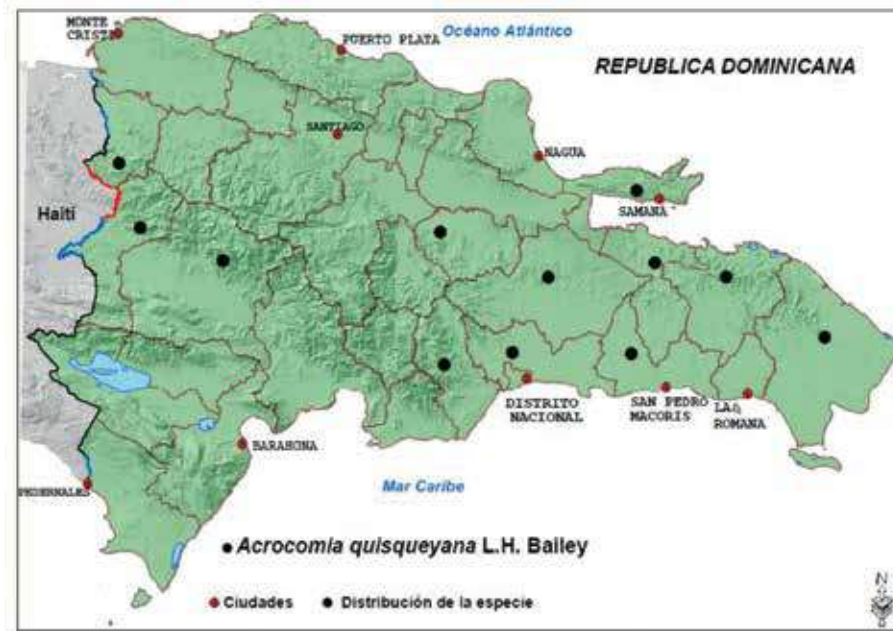 MONTE
CRISTI
PUERTO PLATA
Océano Atlántico
REPUBLICA DOMINICANA
SANTIAGO
NAGUA
Haití
SAMANA
DISTRITO
NACIONAL
SAN PEDRO
MACORIS
LA
ROMANA
BARAHONA
PEDERNALES
Mar Caribe
Acrocomia quisqueyana L.H. Bailey
Ciudades
Distribución de la especie
N